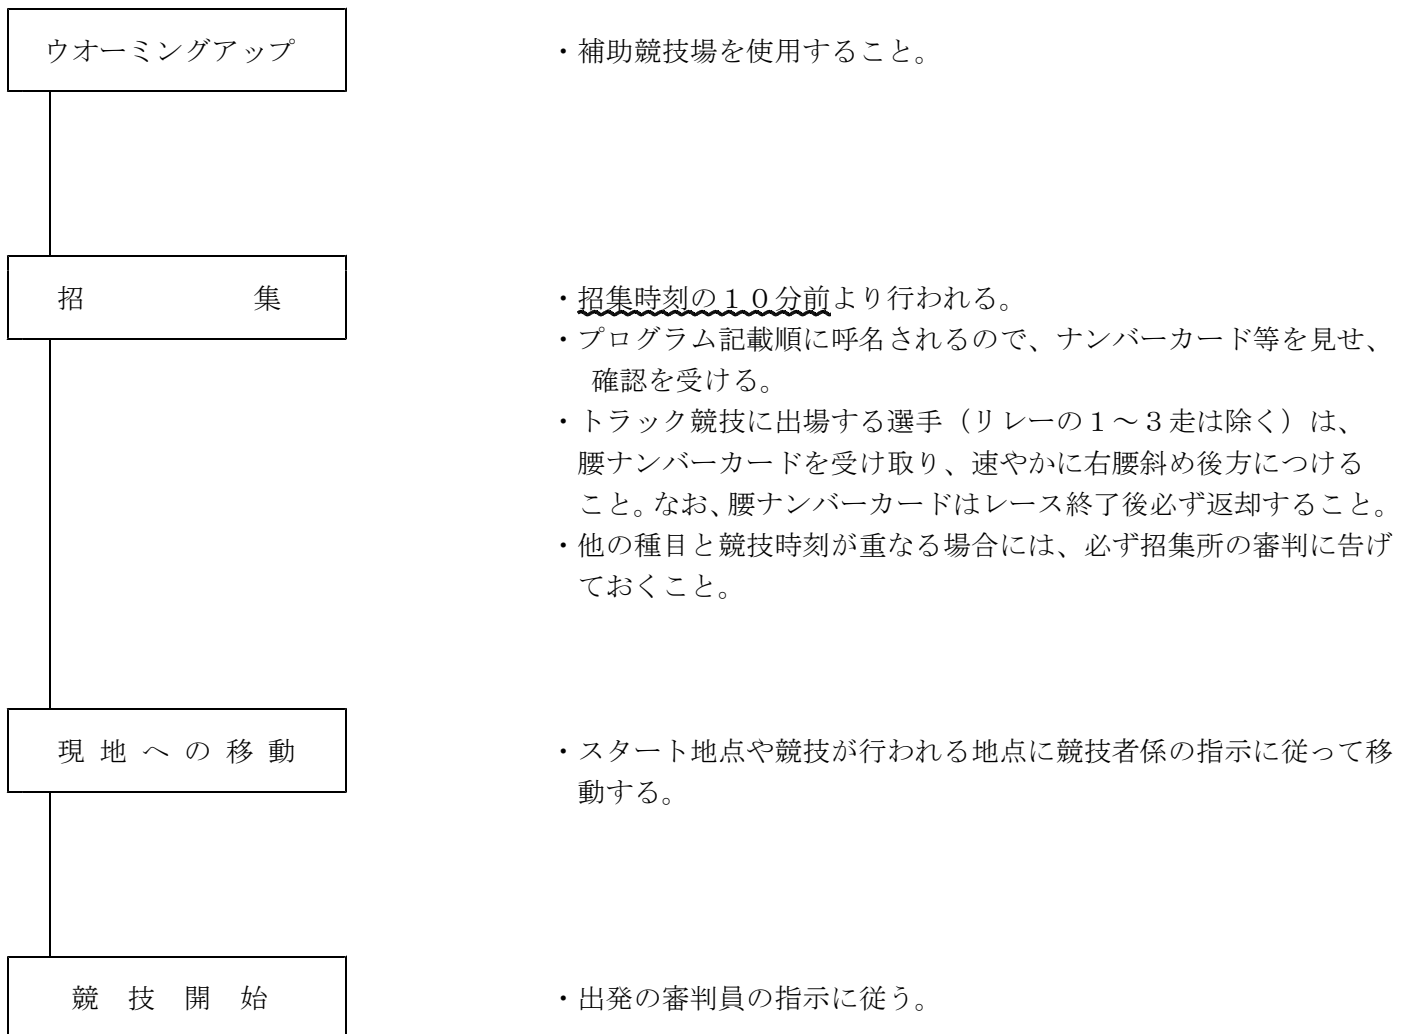 ウオーミングアップ
・補助競技場を使用すること。
招集
・招集時刻の１０分前より行われる。
・プログラム記載順に呼名されるので、ナンバーカード等を見せ、
確認を受ける。
・トラック競技に出場する選手（リレーの１～３走は除く）は、
腰ナンバーカードを受け取り、速やかに右腰斜め後方につける
こと。なお、腰ナンバーカードはレース終了後必ず返却すること。
・他の種目と競技時刻が重なる場合には、必ず招集所の審判に告げ
ておくこと。
現地への移動
・スタート地点や競技が行われる地点に競技者係の指示に従って移
動する。
競技開始
・出発の審判員の指示に従う。